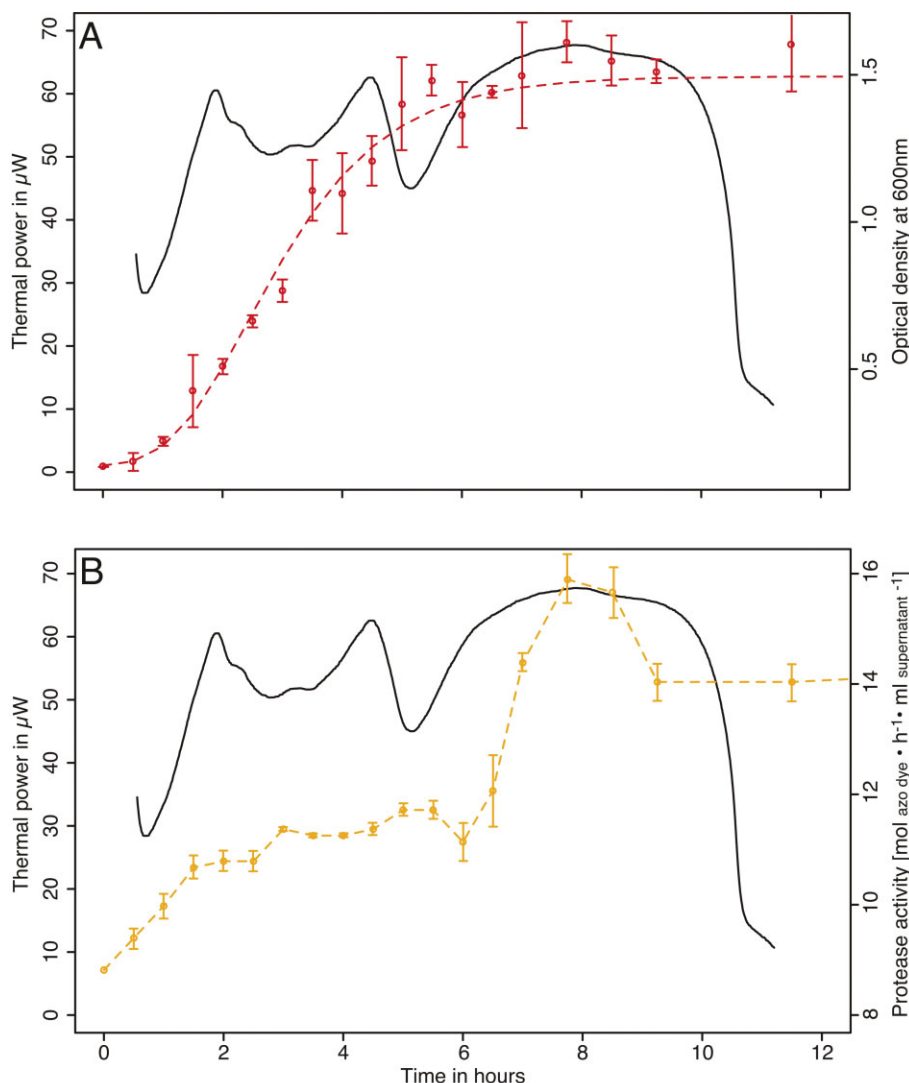 A
70
60
50
40
30
20
10
0
Thermal power in µW
1.5
1.0
0.5
Optical density at 600nm
0 2 4 6 8 10 12
B
70
60
50
40
30
20
10
0
Thermal power in µW
16
14
12
10
8
Protease activity [mol azo dye • h-1• ml supernatant -1]
0 2 4 6 8 10 12
Time in hours